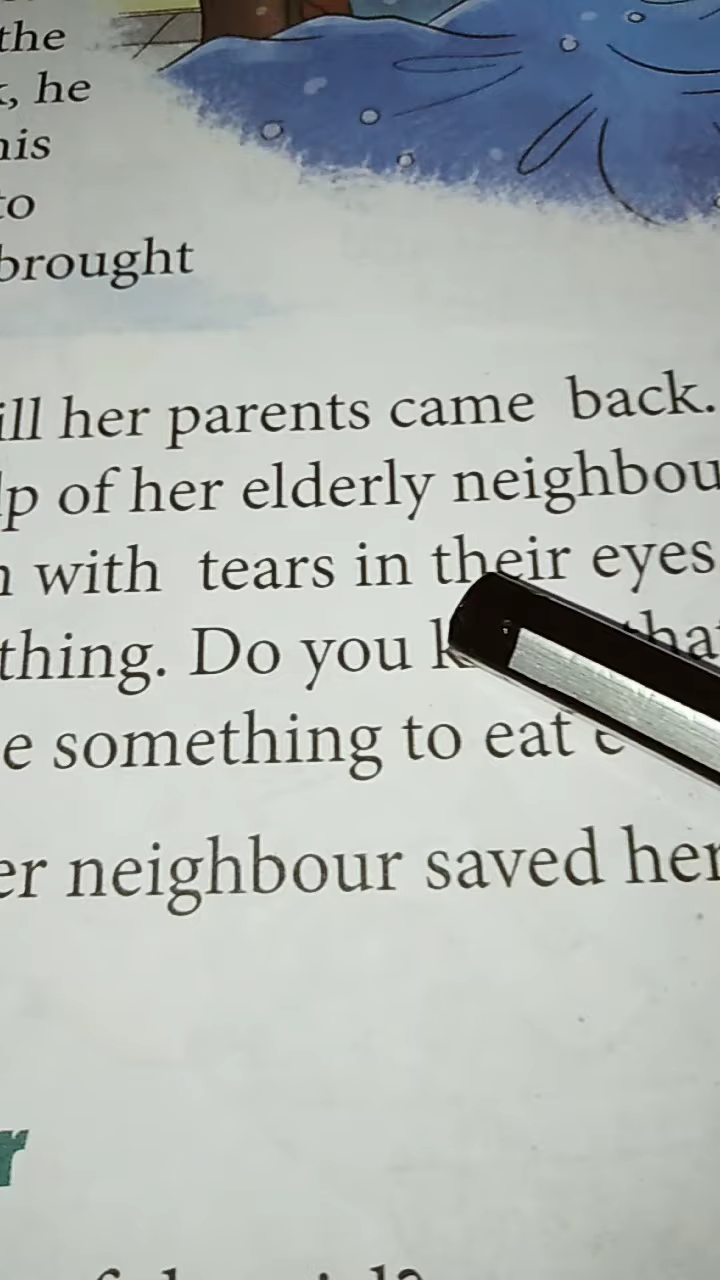 the
he
his
to
brought
ill her parents came back.
lp of her elderly neighbou
with tears in their eyes
thing. Do you
e something to eat
er neighbour saved her
r